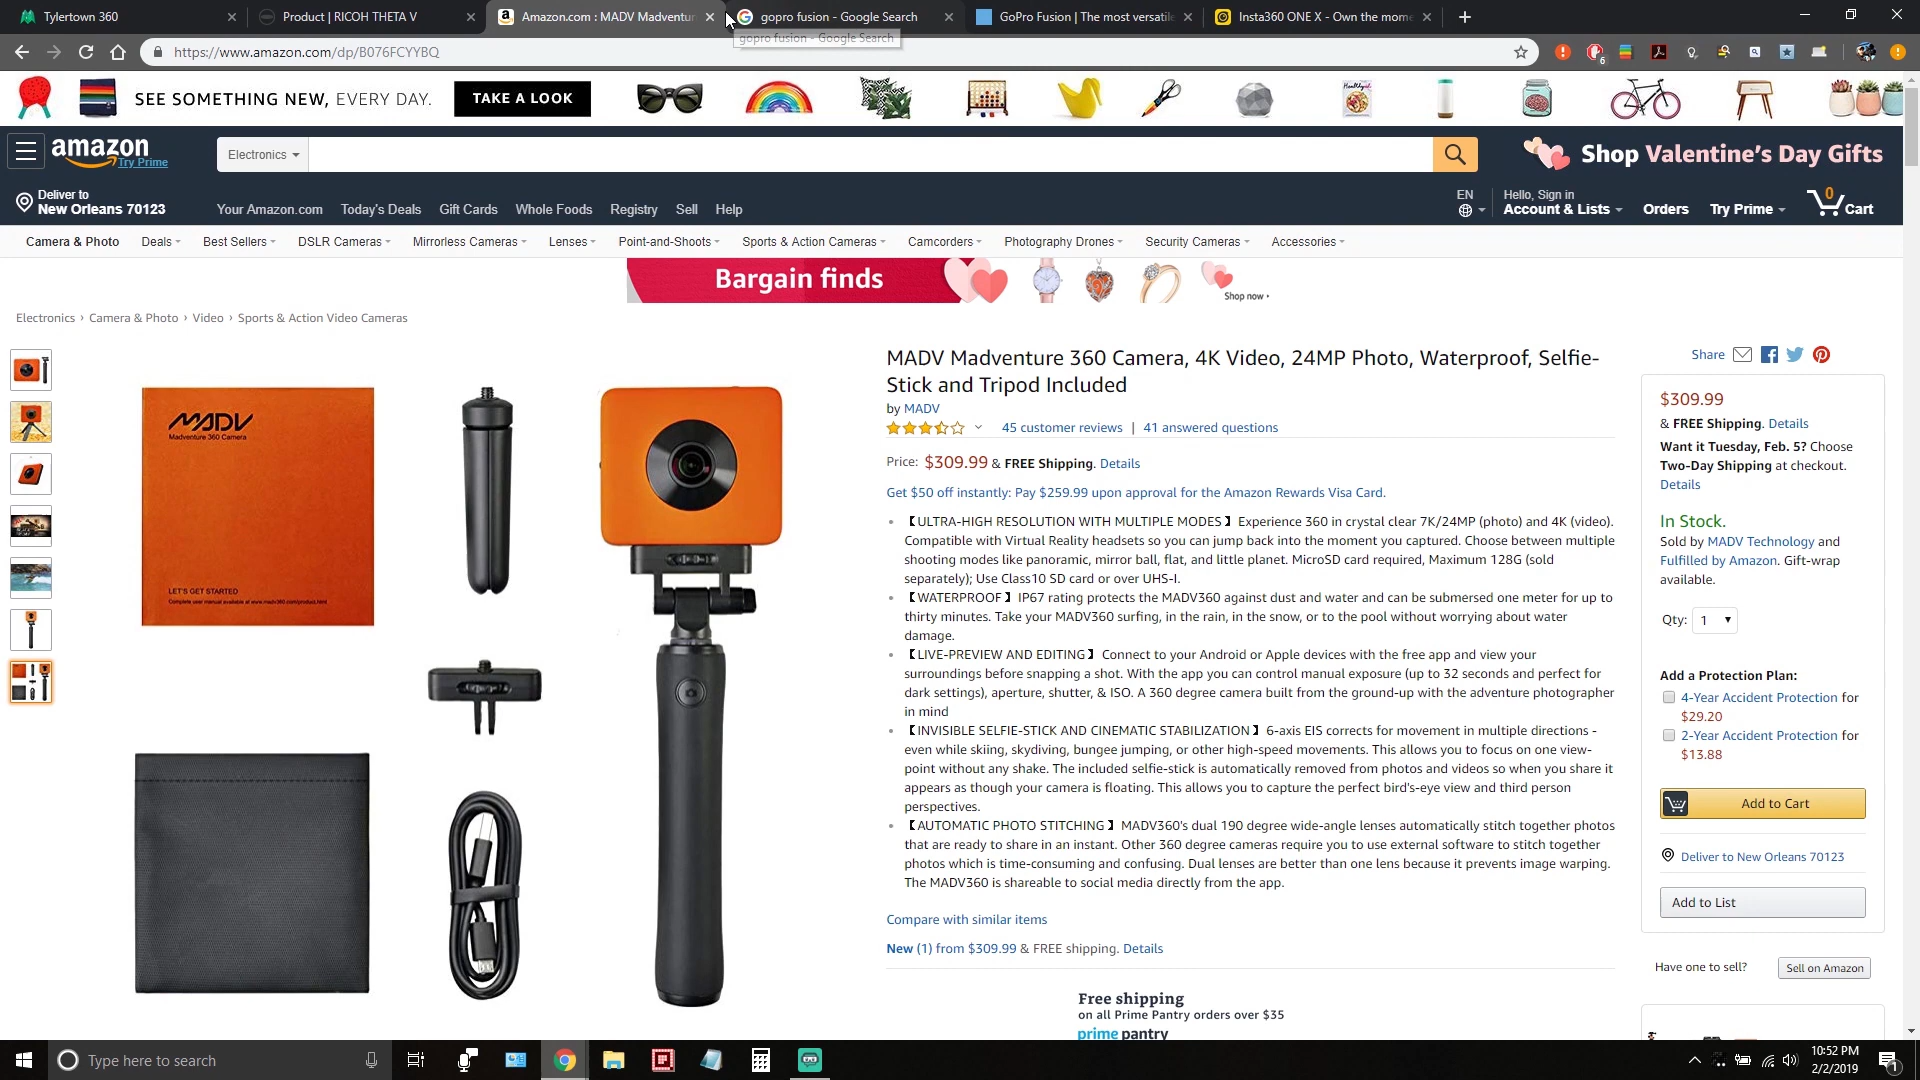 Tylertown 360
Product | RICOH THETA V
Amazon.com : MADV Madventur
gopro fusion - Google Search
GoPro Fusion | The most versatile
Insta360 ONE X - Own the mome
gopro fusion - Google Search
https://www.amazon.com/dp/B076FCYYBQ
6
SEE SOMETHING NEW, EVERY DAY.
TAKE A LOOK
amazon
Try Prime
Electronics
Shop Valentine's Day Gifts
Deliver to
New Orleans 70123
Your Amazon.com Today's Deals Gift Cards Whole Foods Registry Sell Help
EN
Hello, Sign in
Account & Lists
Orders
Try Prime
0
Cart
Camera & Photo Deals Best Sellers DSLR Cameras Mirrorless Cameras Lenses Point-and-Shoots Sports & Action Cameras Camcorders Photography Drones Security Cameras Accessories
Bargain finds
Shop now
Electronics › Camera & Photo › Video › Sports & Action Video Cameras
MADV
Madventure 360 Camera
LET'S GET STARTED
Complete user manual available at www.madv360.com/product.html
MADV Madventure 360 Camera, 4K Video, 24MP Photo, Waterproof, Selfie-
Stick and Tripod Included
by MADV
45 customer reviews | 41 answered questions
Price: $309.99 & FREE Shipping. Details
Get $50 off instantly: Pay $259.99 upon approval for the Amazon Rewards Visa Card.
【ULTRA-HIGH RESOLUTION WITH MULTIPLE MODES】Experience 360 in crystal clear 7K/24MP (photo) and 4K (video).
Compatible with Virtual Reality headsets so you can jump back into the moment you captured. Choose between multiple
shooting modes like panoramic, mirror ball, flat, and little planet. MicroSD card required, Maximum 128G (sold
separately); Use Class10 SD card or over UHS-I.
【WATERPROOF】IP67 rating protects the MADV360 against dust and water and can be submersed one meter for up to
thirty minutes. Take your MADV360 surfing, in the rain, in the snow, or to the pool without worrying about water
damage.
【LIVE-PREVIEW AND EDITING】Connect to your Android or Apple devices with the free app and view your
surroundings before snapping a shot. With the app you can control manual exposure (up to 32 seconds and perfect for
dark settings), aperture, shutter, & ISO. A 360 degree camera built from the ground-up with the adventure photographer
in mind
【INVISIBLE SELFIE-STICK AND CINEMATIC STABILIZATION】6-axis EIS corrects for movement in multiple directions -
even while skiing, skydiving, bungee jumping, or other high-speed movements. This allows you to focus on one view-
point without any shake. The included selfie-stick is automatically removed from photos and videos so when you share it
appears as though your camera is floating. This allows you to capture the perfect bird's-eye view and third person
perspectives.
【AUTOMATIC PHOTO STITCHING】MADV360's dual 190 degree wide-angle lenses automatically stitch together photos
that are ready to share in an instant. Other 360 degree cameras require you to use external software to stitch together
photos which is time-consuming and confusing. Dual lenses are better than one lens because it prevents image warping.
The MADV360 is shareable to social media directly from the app.
Compare with similar items
New (1) from $309.99 & FREE shipping. Details
Free shipping
on all Prime Pantry orders over $35
prime pantry
Share
$309.99
& FREE Shipping. Details
Want it Tuesday, Feb. 5? Choose
Two-Day Shipping at checkout.
Details
In Stock.
Sold by MADV Technology and
Fulfilled by Amazon. Gift-wrap
available.
Qty: 1
Add a Protection Plan:
4-Year Accident Protection for
$29.20
2-Year Accident Protection for
$13.88
Add to Cart
Deliver to New Orleans 70123
Add to List
Have one to sell?
Sell on Amazon
Type here to search
10:52 PM
2/2/2019
1